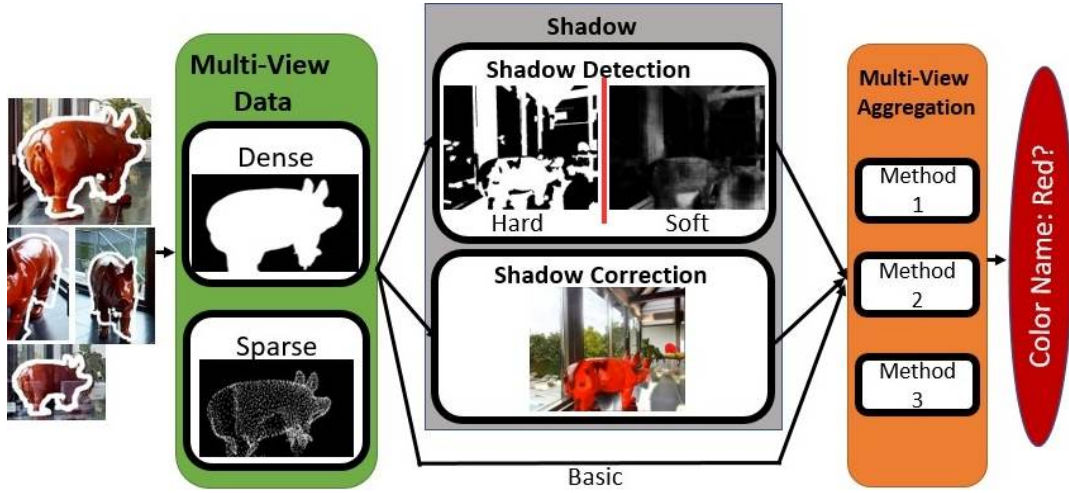 Multi-View
Data
Dense
Sparse
Shadow
Shadow Detection
Hard
Soft
Shadow Correction
Basic
Multi-View
Aggregation
Method
1
Method
2
Method
3
Color Name: Red?